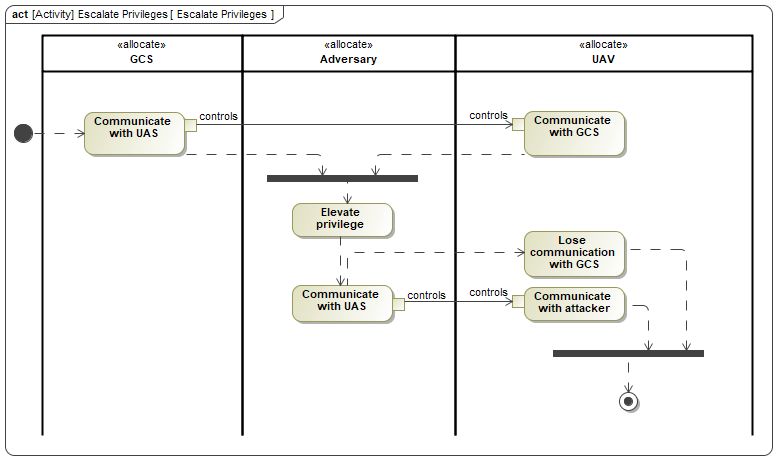 act [Activity] Escalate Privileges [ Escalate Privileges ]
«allocate»
GCS
«allocate»
Adversary
«allocate»
UAV
Communicate
with UAS
controls
controls
Communicate
with GCS
Elevate
privilege
Lose
communication
with GCS
Communicate
with UAS
controls
controls
Communicate
with attacker